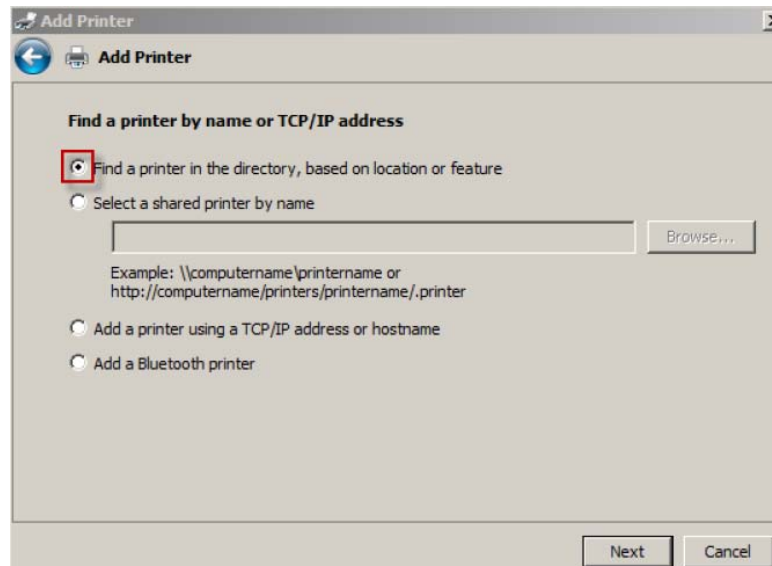 Add Printer
Add Printer
Find a printer by name or TCP/IP address
Find a printer in the directory, based on location or feature
Select a shared printer by name
Browse...
Example: \\computername\printername or
http://computername/printers/printername/.printer
Add a printer using a TCP/IP address or hostname
Add a Bluetooth printer
Next
Cancel